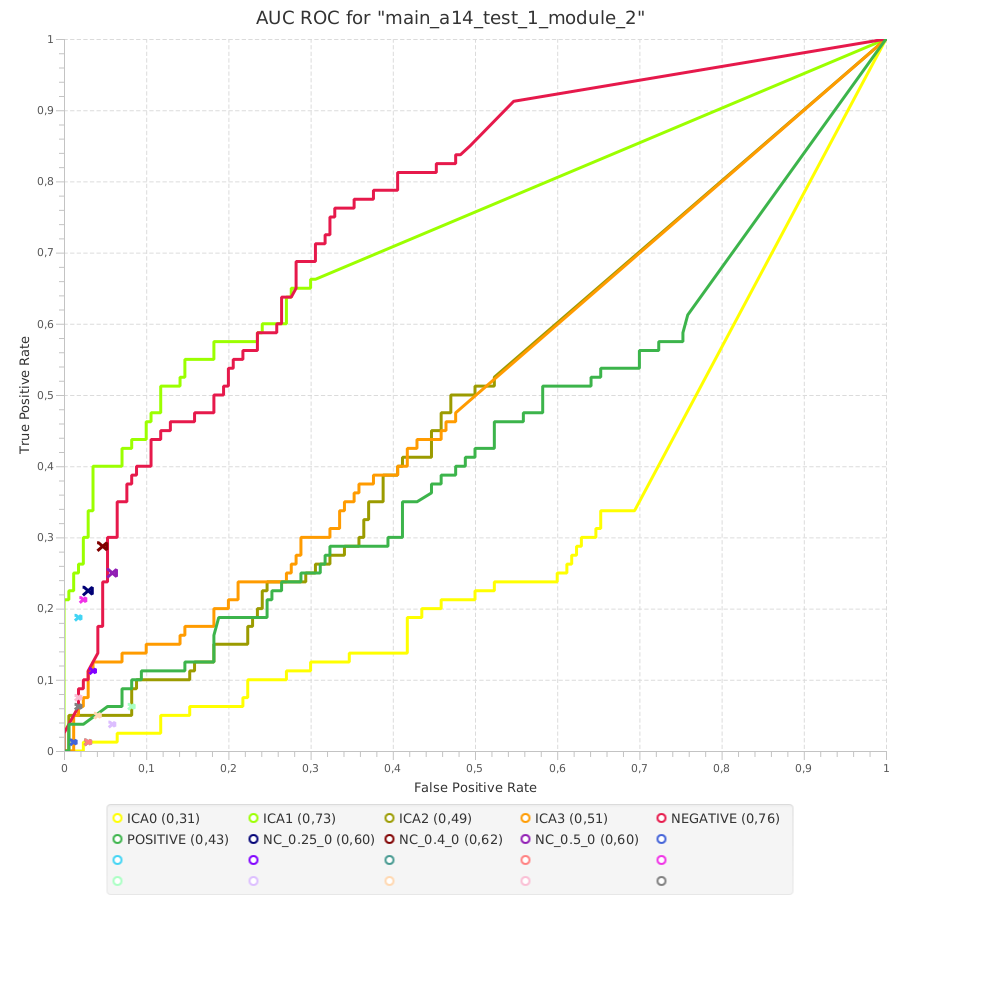 AUC ROC for "main_a14_test_1_module_2"
1
0,9
0,8
0,7
0,6
0,5
0,4
0,3
0,2
0,1
0
True Positive Rate
0 0,1 0,2 0,3 0,4 0,5 0,6 0,7 0,8 0,9 1
False Positive Rate
ICA0 (0,31) ICA1 (0,73) ICA2 (0,49) ICA3 (0,51) NEGATIVE (0,76)
POSITIVE (0,43) NC_0.25_0 (0,60) NC_0.4_0 (0,62) NC_0.5_0 (0,60)